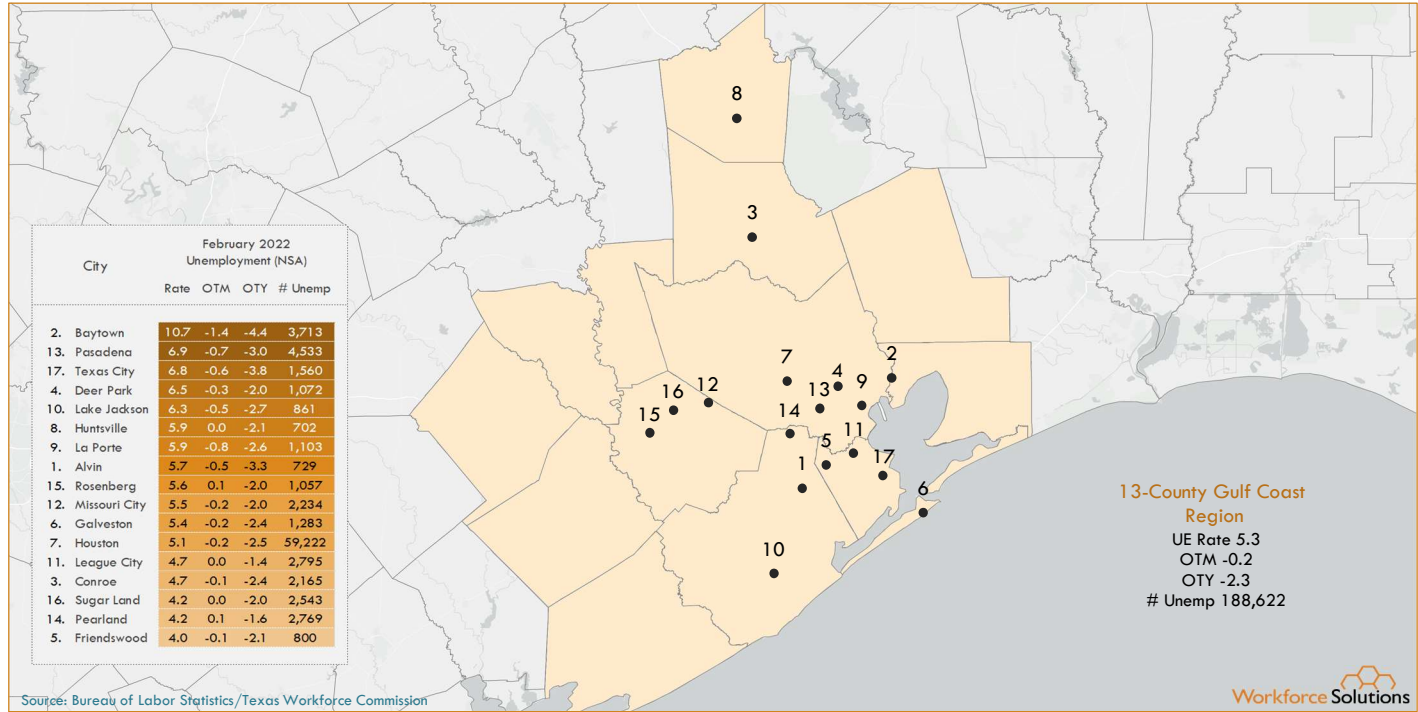 8
3
7
4
2
9
13
12
16
15
14
11
5
17
1
6
10
City
February 2022
Unemployment (NSA)
Rate OTM OTY # Unemp
2. Baytown 10.7 -1.4 -4.4 3,713
13. Pasadena 6.9 -0.7 -3.0 4,533
17. Texas City 6.8 -0.6 -3.8 1,560
4. Deer Park 6.5 -0.3 -2.0 1,072
10. Lake Jackson 6.3 -0.5 -2.7 861
8. Huntsville 5.9 0.0 -2.1 702
9. La Porte 5.9 -0.8 -2.6 1,103
1. Alvin 5.7 -0.5 -3.3 729
15. Rosenberg 5.6 0.1 -2.0 1,057
12. Missouri City 5.5 -0.2 -2.0 2,234
6. Galveston 5.4 -0.2 -2.4 1,283
7. Houston 5.1 -0.2 -2.5 59,222
11. League City 4.7 0.0 -1.4 2,795
3. Conroe 4.7 -0.1 -2.4 2,165
16. Sugar Land 4.2 0.0 -2.0 2,543
14. Pearland 4.2 0.1 -1.6 2,769
5. Friendswood 4.0 -0.1 -2.1 800
13-County Gulf Coast
Region
UE Rate 5.3
OTM -0.2
OTY -2.3
# Unemp 188,622
Source: Bureau of Labor Statistics/Texas Workforce Commission
Workforce Solutions